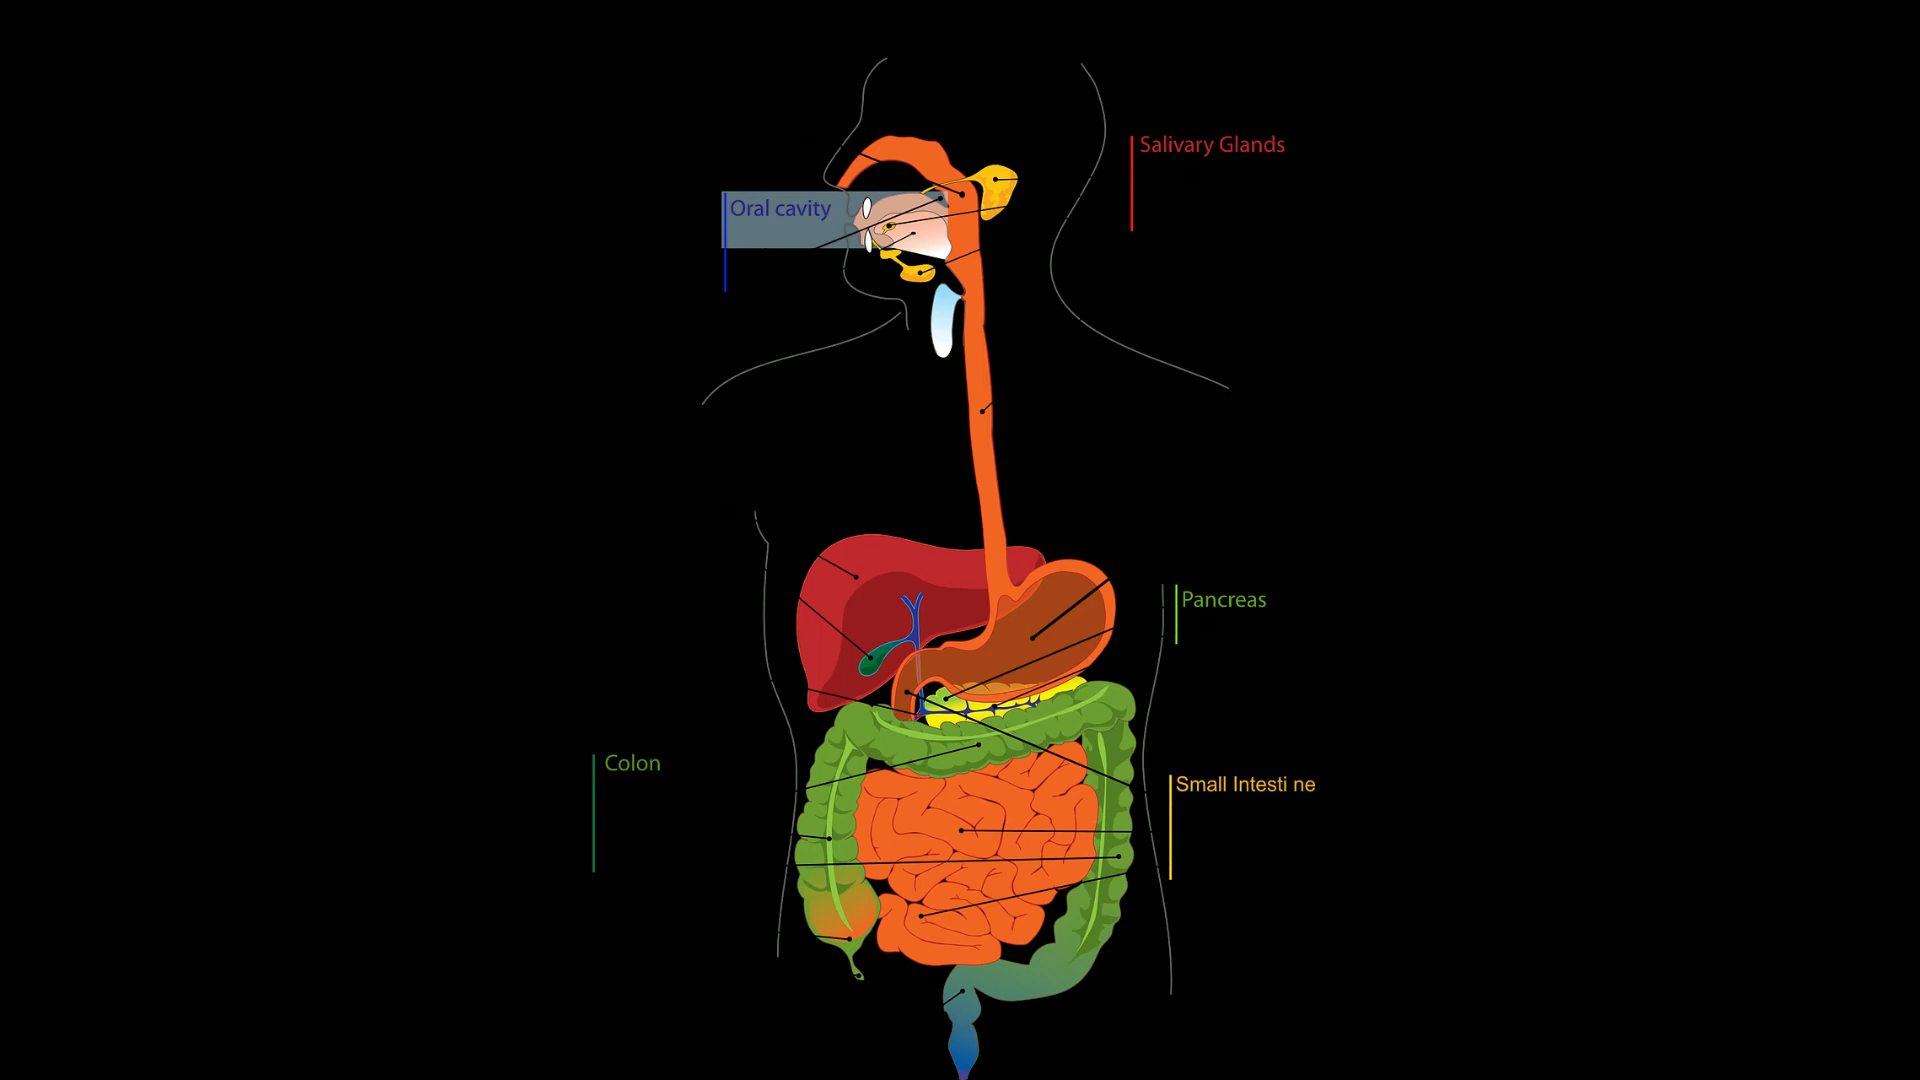 Salivary Glands
Oral cavity
Pancreas
Colon
Small Intesti ne